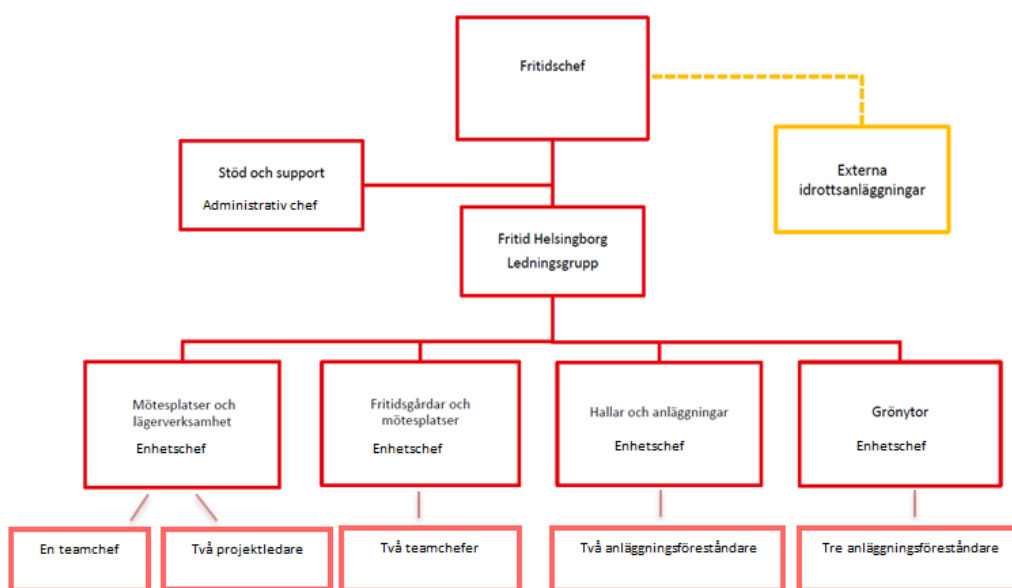 Fritidschef
Stöd och support
Administrativ chef
Externa
idrottsanläggningar
Fritid Helsingborg
Ledningsgrupp
Mötesplatser och
lägerverksamhet
Enhetschef
Fritidsgårdar och
mötesplatser
Enhetschef
Hallar och anläggningar
Enhetschef
Grönytor
Enhetschef
En teamchef
Två projektledare
Två teamchefer
Två anläggningsföreståndare
Tre anläggningsföreståndare